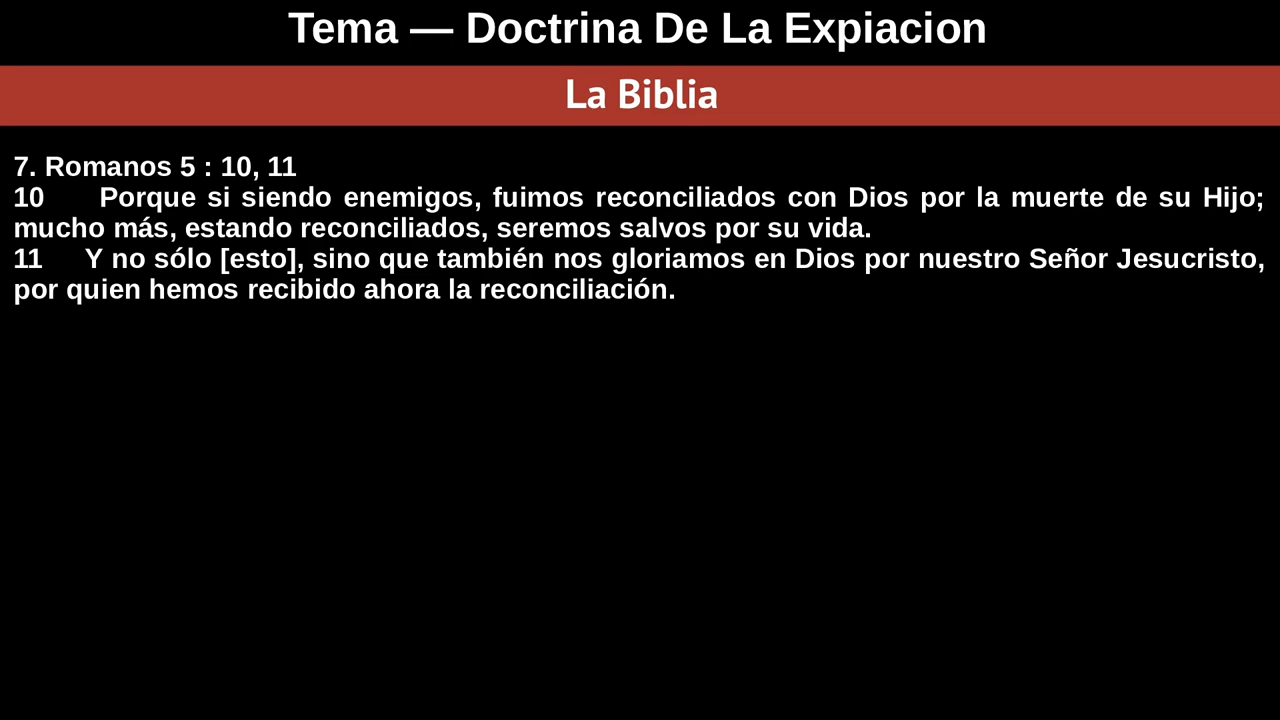 Tema — Doctrina De La Expiacion
La Biblia
7. Romanos 5 : 10, 11
10 Porque si siendo enemigos, fuimos reconciliados con Dios por la muerte de su Hijo;
mucho más, estando reconciliados, seremos salvos por su vida.
11 Y no sólo [esto], sino que también nos gloriamos en Dios por nuestro Señor Jesucristo,
por quien hemos recibido ahora la reconciliación.